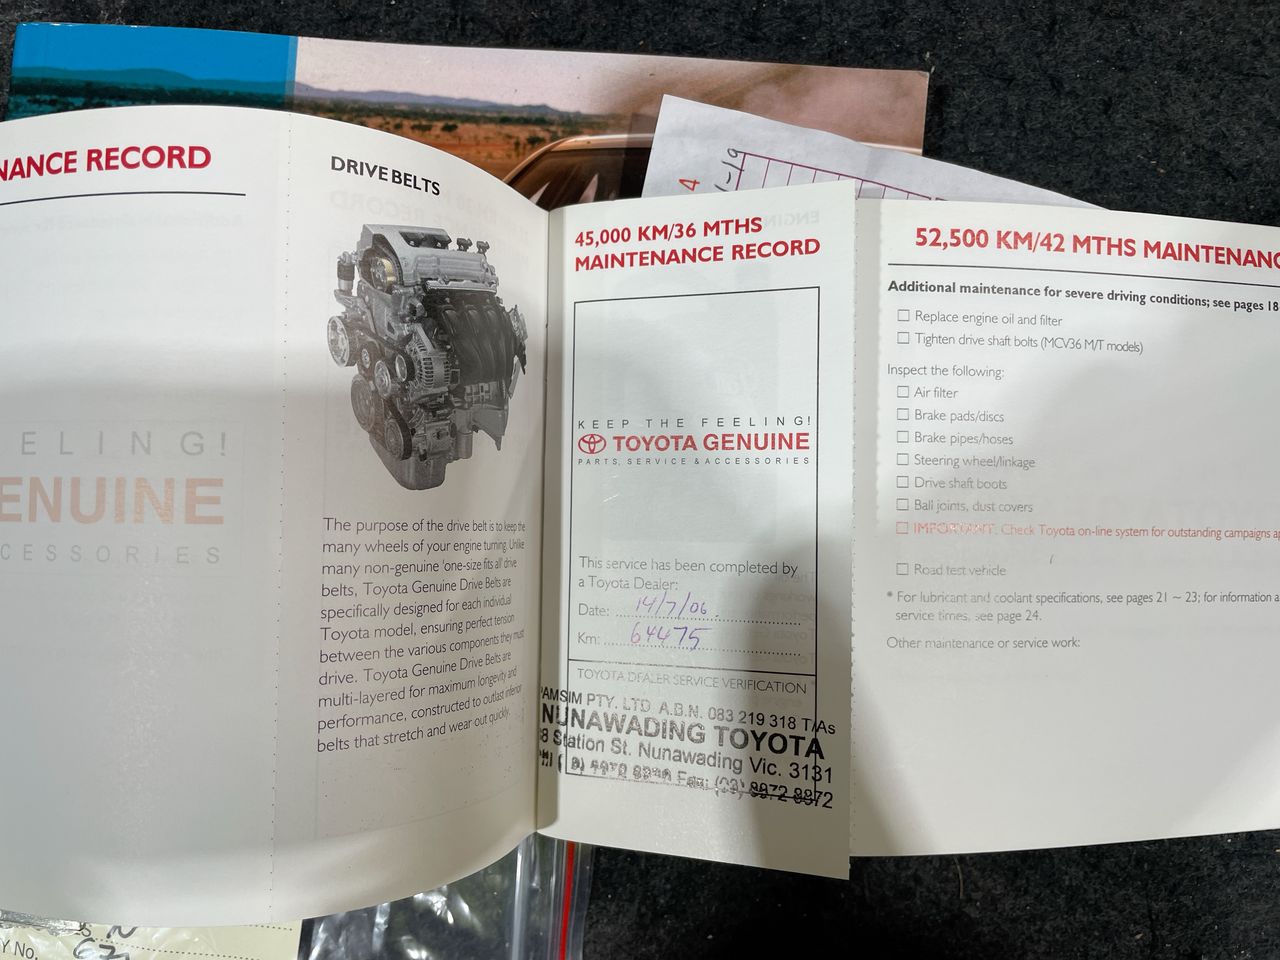 NANCE RECORD
ELING!
ENUINE
CESSORIES
DRIVE BELTS
The purpose of the drive belt is to keep the
many wheels of your engine turning. Unlike
many non-genuine 'one-size fits all' drive
belts, Toyota Genuine Drive Belts are
specifically designed for each individual
Toyota model, ensuring perfect tension
between the various components they must
drive. Toyota Genuine Drive Belts are
multi-layered for maximum longevity and
performance, constructed to outlast inferior
belts that stretch and wear out quickly.
45,000 KM/36 MTHS
MAINTENANCE RECORD
KEEP THE FEELING!
TOYOTA GENUINE
PARTS, SERVICE & ACCESSORIES
This service has been completed by
a Toyota Dealer:
Date: 14/7/06
Km: 64475
TOYOTA DEALER SERVICE VERIFICATION
AMSIM PTY. LTD. A.B.N. 083 219 318 T/As
NUNAWADING TOYOTA
Station St. Nunawading Vic. 3131
Fax: (03) 8872 8872
52,500 KM/42 MTHS MAINTENANC
Additional maintenance for severe driving conditions; see pages 18
Replace engine oil and filter
Tighten drive shaft bolts (MCV36 M/T models)
Inspect the following:
Air filter
Brake pads/discs
Brake pipes/hoses
Steering wheel/linkage
Drive shaft boots
Ball joints, dust covers
IMPORTANT: Check Toyota on-line system for outstanding campaigns
Road test vehicle
* For lubricant and coolant specifications, see pages 21 ~ 23; for information
service times, see page 24.
Other maintenance or service work:
Y No.